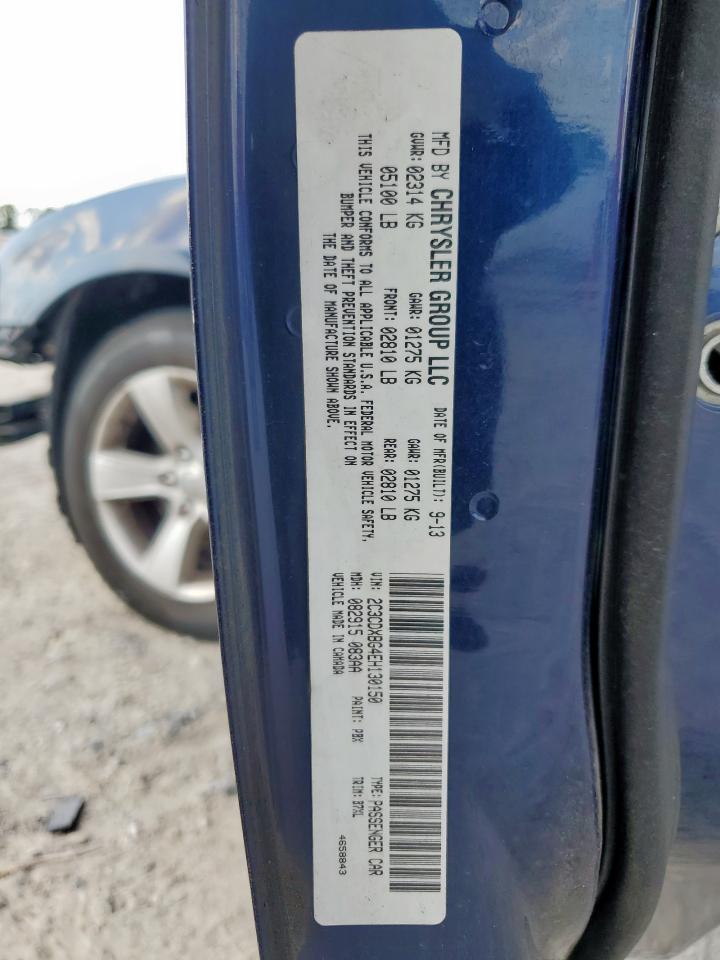 MFD BY CHRYSLER GROUP LLC DATE OF MFR(BUILT): 9-13
GVWR: 02314 KG GAWR: 01275 KG GAWR: 01275 KG
05100 LB FRONT: 02810 LB REAR: 02810 LB
THIS VEHICLE CONFORMS TO ALL APPLICABLE U.S.A. FEDERAL MOTOR VEHICLE SAFETY,
BUMPER AND THEFT PREVENTION STANDARDS IN EFFECT ON
THE DATE OF MANUFACTURE SHOWN ABOVE.
VIN: 2C3CDXBG4EH130150 TYPE: PASSENGER CAR
MDH: 082915 083AA PAINT: PBX TRIM: B7XL
VEHICLE MADE IN CANADA 4658843